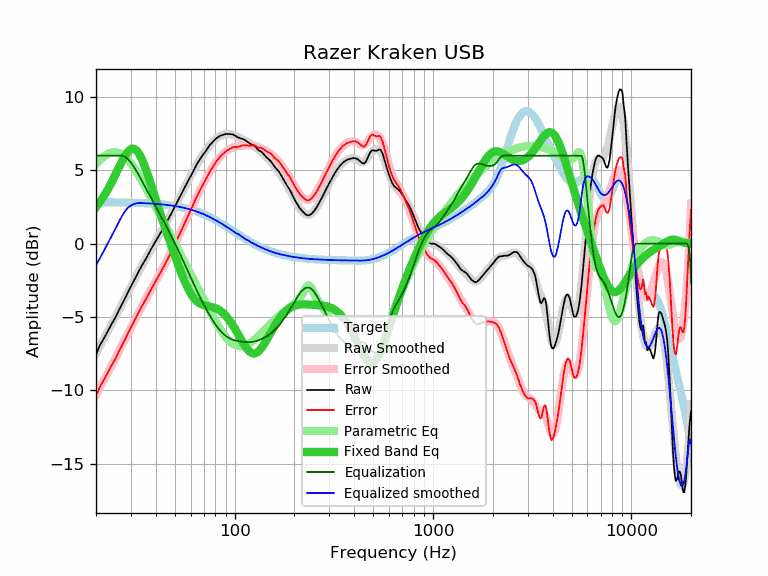 Razer Kraken USB
Amplitude (dBr)
10
5
0
−5
−10
−15
Target
Raw Smoothed
Error Smoothed
Raw
Error
Parametric Eq
Fixed Band Eq
Equalization
Equalized smoothed
100
1000
10000
Frequency (Hz)